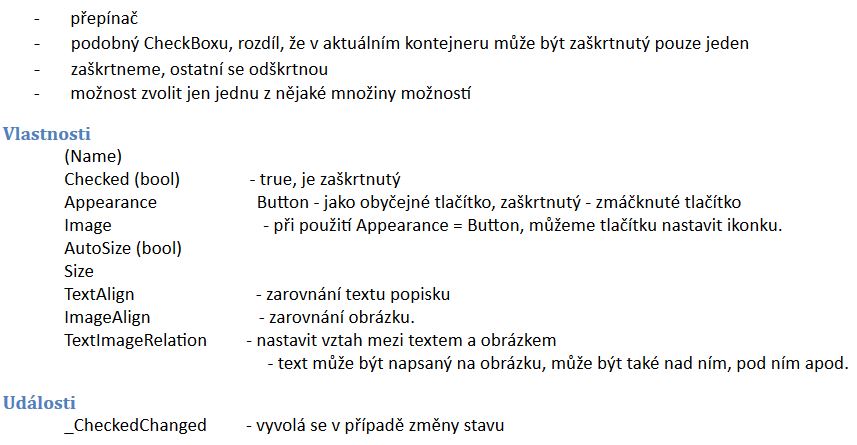 - přepínač
- podobný CheckBoxu, rozdíl, že v aktuálním kontejneru může být zaškrtnutý pouze jeden
- zaškrtneme, ostatní se odškrtnou
- možnost zvolit jen jednu z nějaké množiny možností
Vlastnosti
(Name)
Checked (bool) - true, je zaškrtnutý
Appearance Button - jako obyčejné tlačítko, zaškrtnutý - zmáčknuté tlačítko
Image - při použití Appearance = Button, můžeme tlačítku nastavit ikonku.
AutoSize (bool)
Size
TextAlign - zarovnání textu popisku
ImageAlign - zarovnání obrázku.
TextImageRelation - nastavit vztah mezi textem a obrázkem
- text může být napsaný na obrázku, může být také nad ním, pod ním apod.
Události
_CheckedChanged - vyvolá se v případě změny stavu